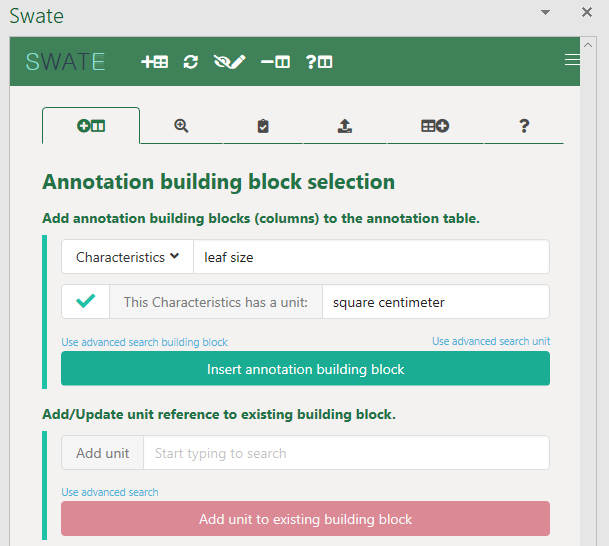 Swate
SWATE
Annotation building block selection
Add annotation building blocks (columns) to the annotation table.
Characteristics leaf size
This Characteristics has a unit: square centimeter
Use advanced search building block Use advanced search unit
Insert annotation building block
Add/Update unit reference to existing building block.
Add unit Start typing to search
Use advanced search
Add unit to existing building block